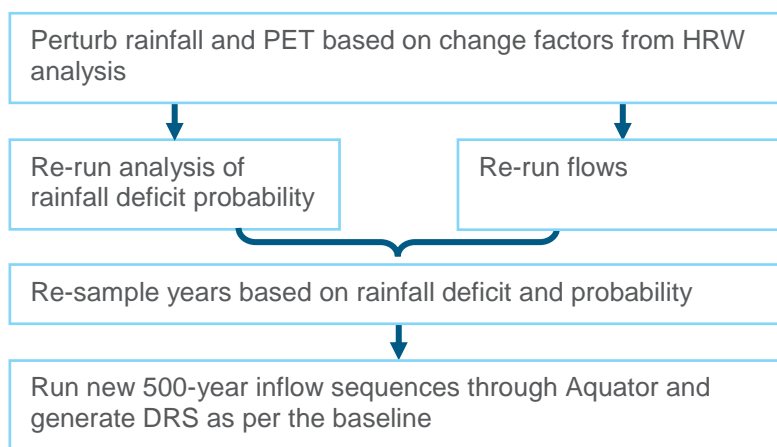 Perturb rainfall and PET based on change factors from HRW
analysis
Re-run analysis of
rainfall deficit probability
Re-run flows
Re-sample years based on rainfall deficit and probability
Run new 500-year inflow sequences through Aquator and
generate DRS as per the baseline